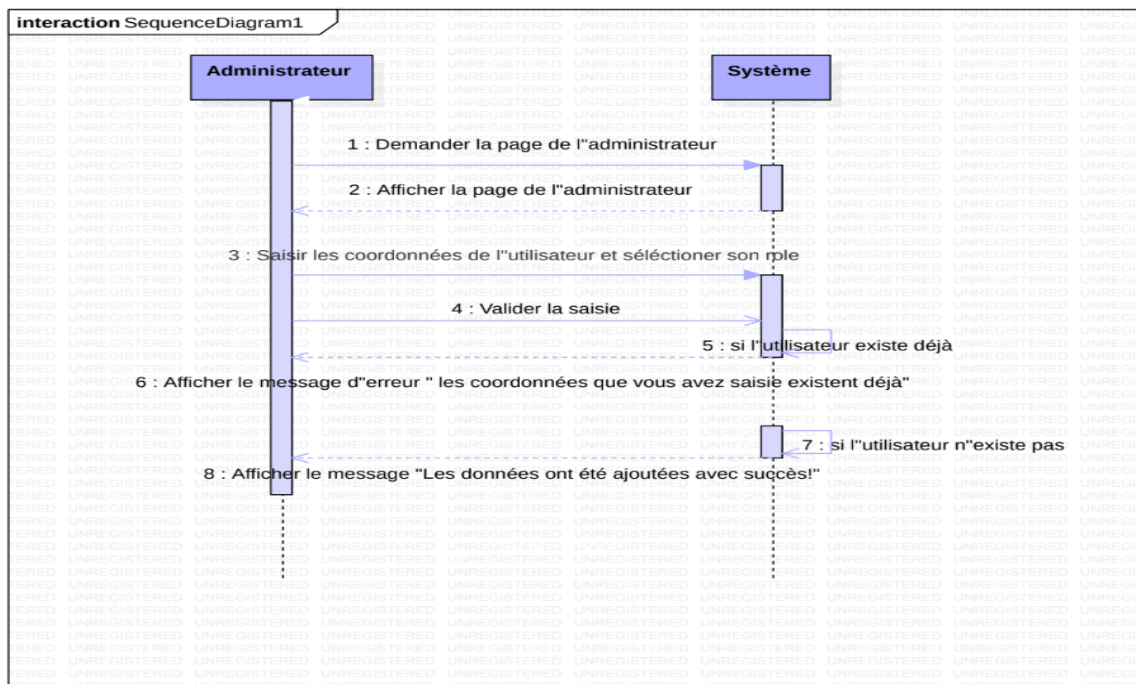 interaction SequenceDiagram1
Administrateur
Système
1 : Demander la page de l"administrateur
2 : Afficher la page de l"administrateur
3 : Saisir les coordonnées de l"utilisateur et séléctioner son role
4 : Valider la saisie
5 : si l"utilisateur existe déjà
6 : Afficher le message d"erreur " les coordonnées que vous avez saisie existent déjà"
7 : si l"utilisateur n"existe pas
8 : Afficher le message "Les données ont été ajoutées avec succès!"
UNREGISTERED